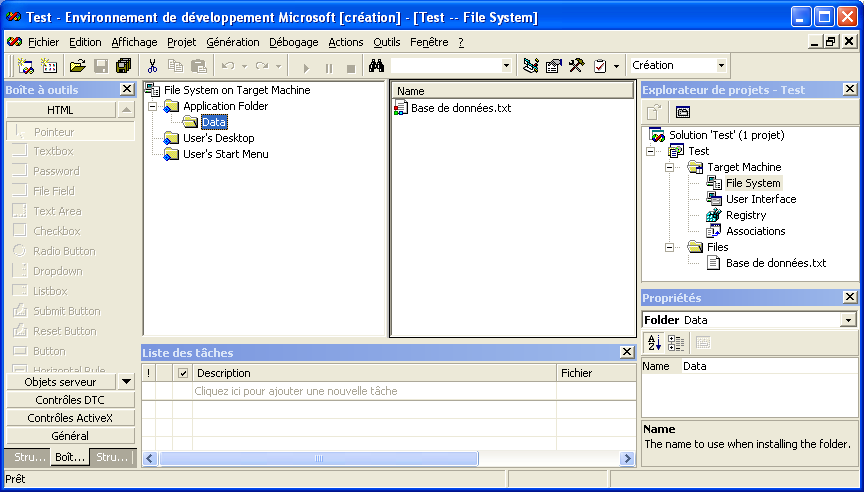 Test - Environnement de développement Microsoft [création] - [Test -- File System]
Fichier Edition Affichage Projet Génération Débogage Actions Outils Fenêtre ?
Création
Boîte à outils
HTML
Pointeur
Textbox
Password
File Field
Text Area
Checkbox
Radio Button
Dropdown
Listbox
Submit Button
Reset Button
Button
Horizontal Rule
Objets serveur
Contrôles DTC
Contrôles ActiveX
Général
Stru... Boît... Stru...
File System on Target Machine
Application Folder
Data
User's Desktop
User's Start Menu
Name
Base de données.txt
Liste des tâches
! Description Fichier
Cliquez ici pour ajouter une nouvelle tâche
Explorateur de projets - Test
Solution 'Test' (1 projet)
Test
Target Machine
File System
User Interface
Registry
Associations
Files
Base de données.txt
Propriétés
Folder Data
Name Data
Name
The name to use when installing the folder.
Prêt